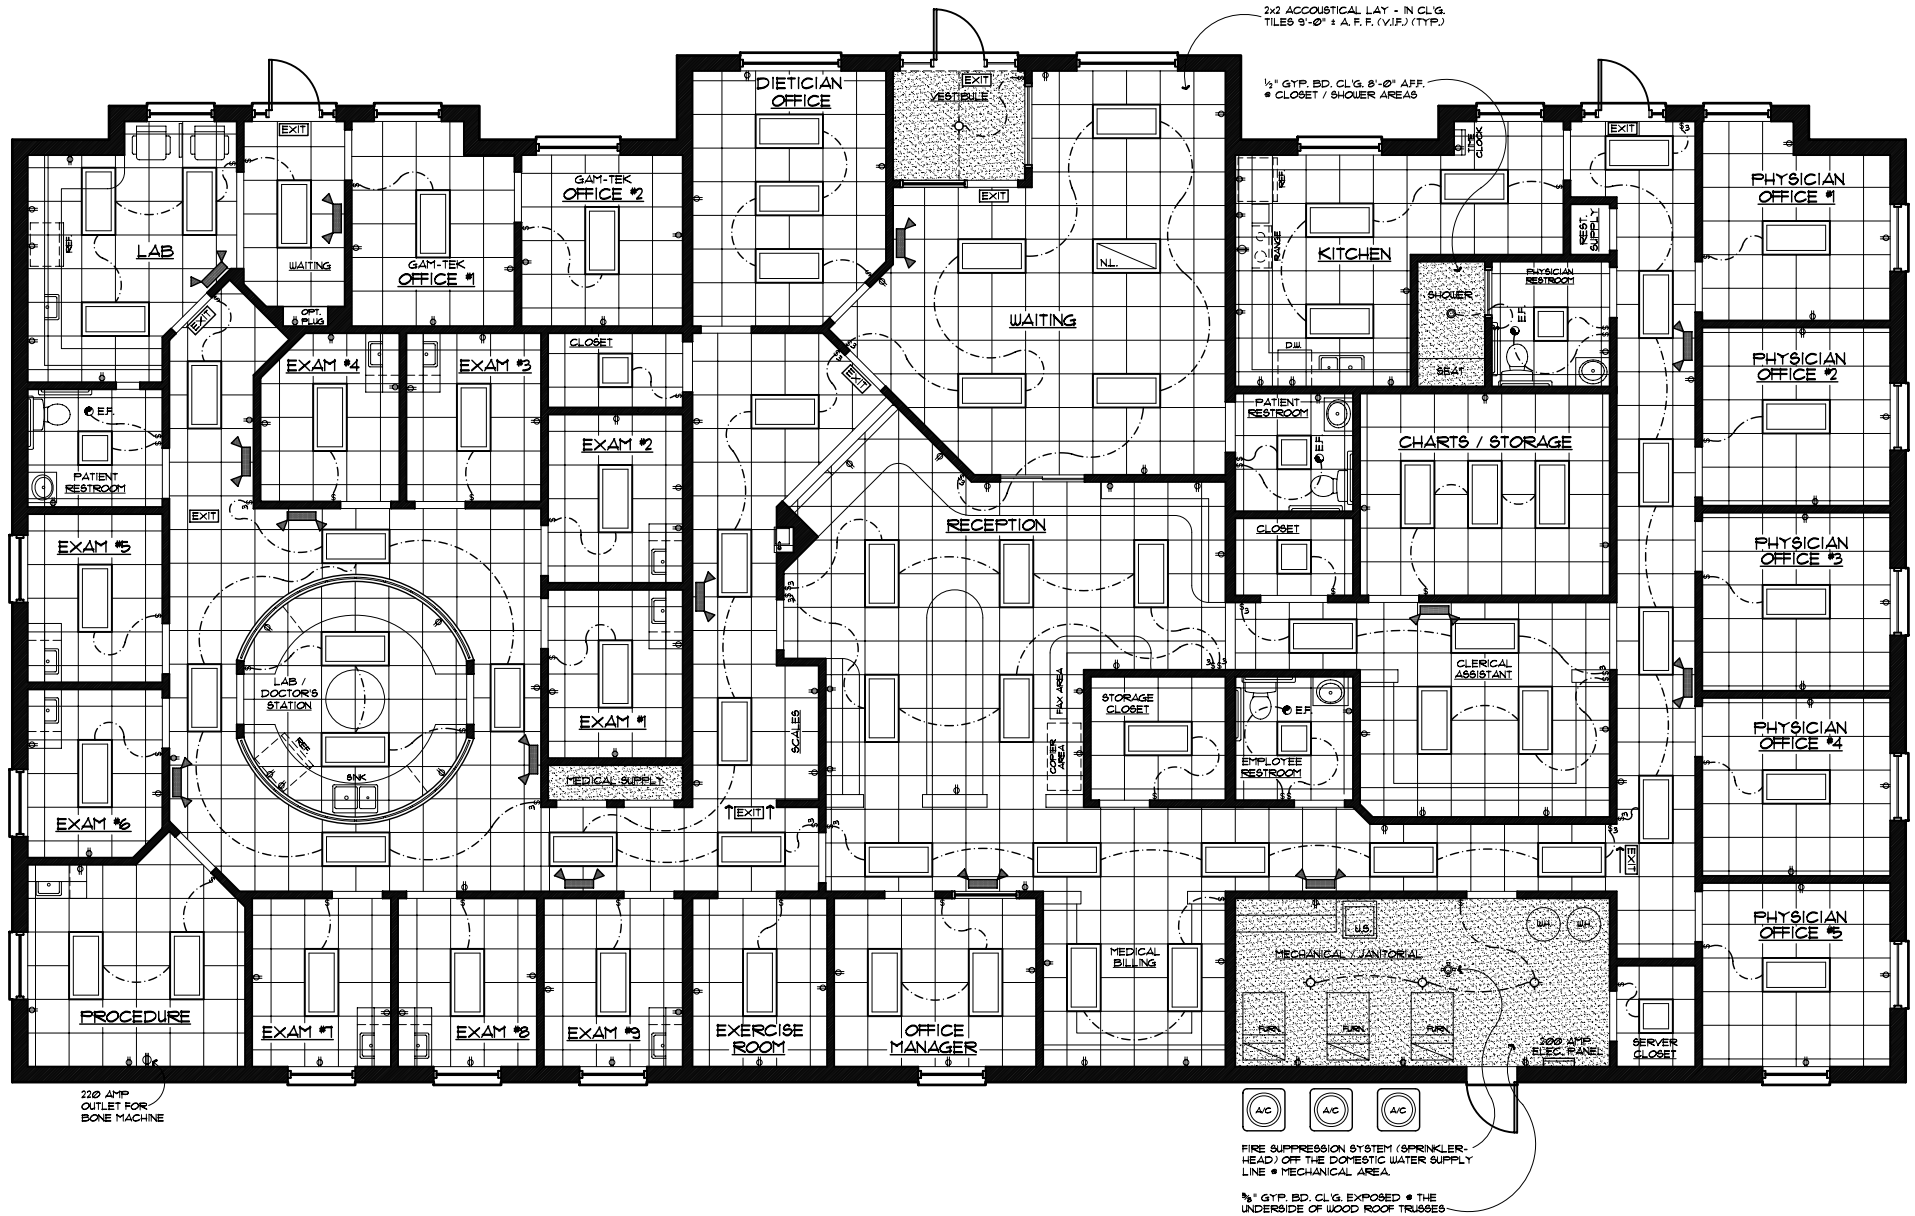 2x2 ACCOUSTICAL LAY - IN CL'G.
TILES 9'-0" ± A. F. F. (V.I.F.) (TYP.)
½" GYP. BD. CL'G. 8'-0" AFF.
@ CLOSET / SHOWER AREAS
EXIT
VESTIBULE
EXIT
DIETICIAN
OFFICE
EXIT
WAITING
OPT.
PLUG
GAM-TEK
OFFICE #1
GAM-TEK
OFFICE #2
LAB
REF.
EXIT
N.L.
WAITING
EXIT
REF.
RANGE
KITCHEN
D.W.
TIME
CLOCK
EXIT
REST.
SUPPLY
SHOWER
SEAT
PHYSICIAN
RESTROOM
E.F.
PHYSICIAN
OFFICE #1
PHYSICIAN
OFFICE #2
PHYSICIAN
OFFICE #3
PHYSICIAN
OFFICE #4
PHYSICIAN
OFFICE #5
EXAM #4
EXAM #3
CLOSET
EXAM #2
EXAM #1
MEDICAL SUPPLY
E.F.
PATIENT
RESTROOM
EXIT
EXAM #5
EXAM #6
LAB /
DOCTOR'S
STATION
REF.
SINK
SCALES
EXIT
RECEPTION
FAX AREA
COPIER
AREA
PATIENT
RESTROOM
E.F.
CLOSET
CHARTS / STORAGE
CLERICAL
ASSISTANT
STORAGE
CLOSET
E.F.
EMPLOYEE
RESTROOM
EXIT
PROCEDURE
EXAM #7
EXAM #8
EXAM #9
EXERCISE
ROOM
OFFICE
MANAGER
MEDICAL
BILLING
U.S.
W.H.
W.H.
MECHANICAL / JANITORIAL
FURN.
FURN.
FURN.
200 AMP
ELEC. PANEL
SERVER
CLOSET
220 AMP
OUTLET FOR
BONE MACHINE
A/C
A/C
A/C
FIRE SUPPRESSION SYSTEM (SPRINKLER-
HEAD) OFF THE DOMESTIC WATER SUPPLY
LINE @ MECHANICAL AREA.
⅝" GYP. BD. CL'G. EXPOSED @ THE
UNDERSIDE OF WOOD ROOF TRUSSES